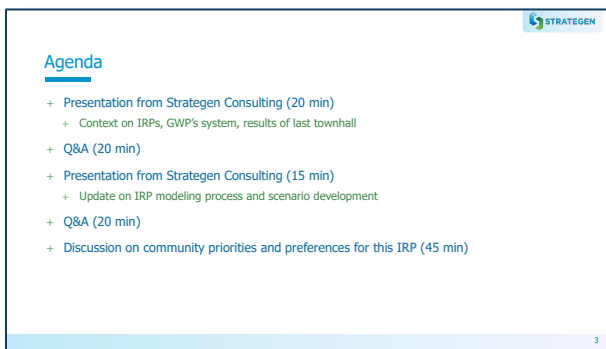 STRATEGEN
Agenda
+ Presentation from Strategen Consulting (20 min)
+ Context on IRPs, GWP's system, results of last townhall
+ Q&A (20 min)
+ Presentation from Strategen Consulting (15 min)
+ Update on IRP modeling process and scenario development
+ Q&A (20 min)
+ Discussion on community priorities and preferences for this IRP (45 min)
3